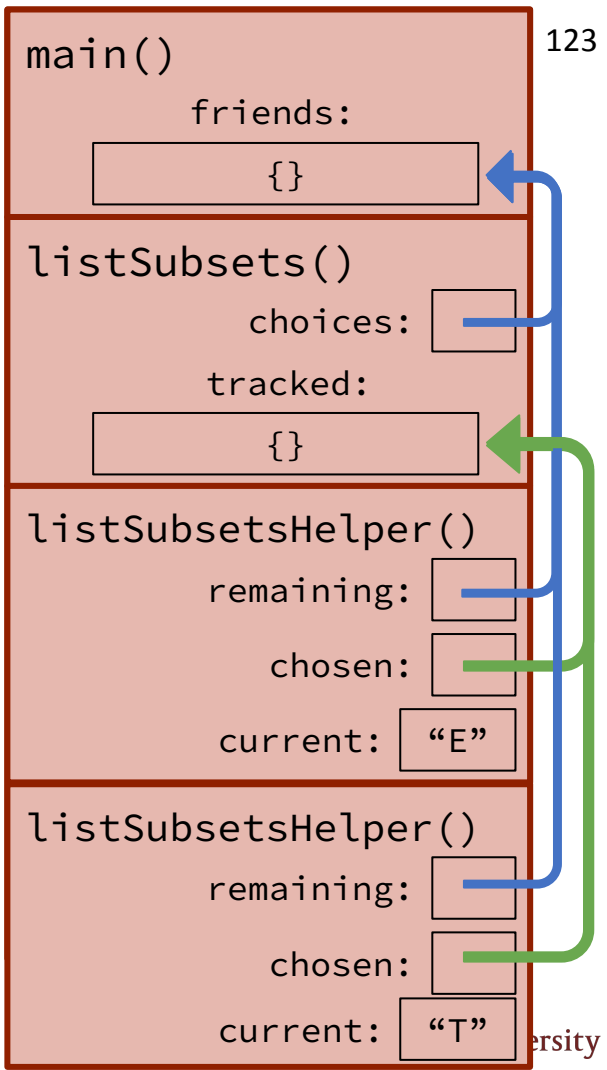 main()
123
friends:
{}
listSubsets()
choices:
tracked:
{}
listSubsetsHelper()
remaining:
chosen:
current: “E”
listSubsetsHelper()
remaining:
chosen:
current: “T”
ersity